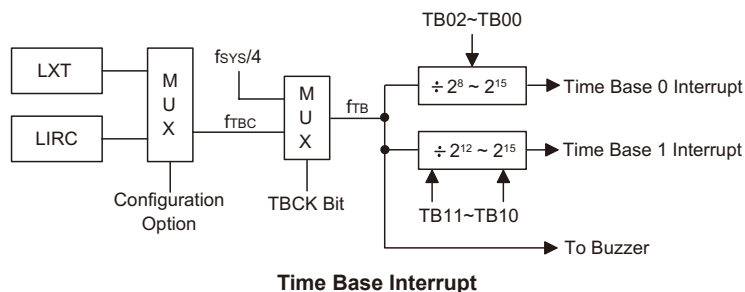 TB02~TB00
LXT
LIRC
M
U
X
fSYS/4
fTBC
M
U
X
fTB
÷ 2⁸ ~ 2¹⁵
Time Base 0 Interrupt
÷ 2¹² ~ 2¹⁵
Time Base 1 Interrupt
Configuration
Option
TBCK Bit
TB11~TB10
To Buzzer
Time Base Interrupt